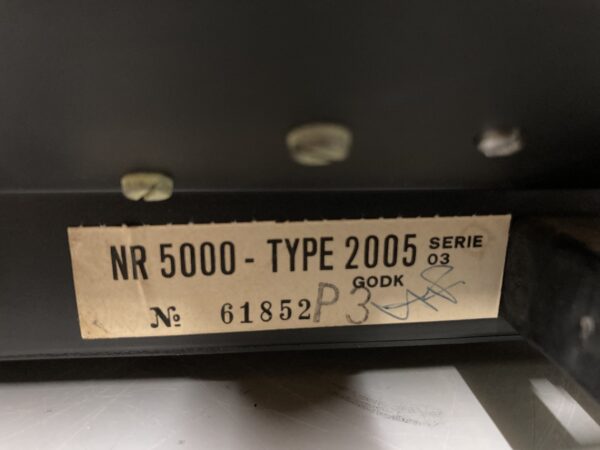 NR 5000 - TYPE 2005 SERIE 03
GODK
№ 61852 P3